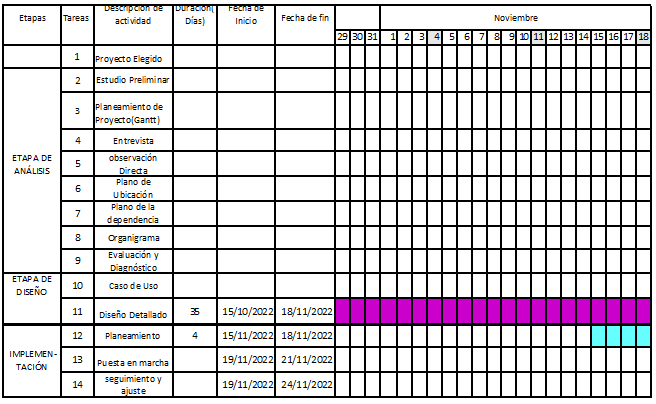 Etapas Tareas Descripción de actividad Duración( Días) Fecha de Inicio Fecha de fin Noviembre
29 30 31 1 2 3 4 5 6 7 8 9 10 11 12 13 14 15 16 17 18
1 Proyecto Elegido
ETAPA DE ANÁLISIS
2 Estudio Preliminar
3 Planeamiento de Proyecto(Gantt)
4 Entrevista
5 observación Directa
6 Plano de Ubicación
7 Plano de la dependencia
8 Organigrama
9 Evaluación y Diagnóstico
ETAPA DE DISEÑO
10 Caso de Uso
11 Diseño Detallado 35 15/10/2022 18/11/2022
IMPLEMEN-TACIÓN
12 Planeamiento 4 15/11/2022 18/11/2022
13 Puesta en marcha 19/11/2022 21/11/2022
14 seguimiento y ajuste 19/11/2022 24/11/2022